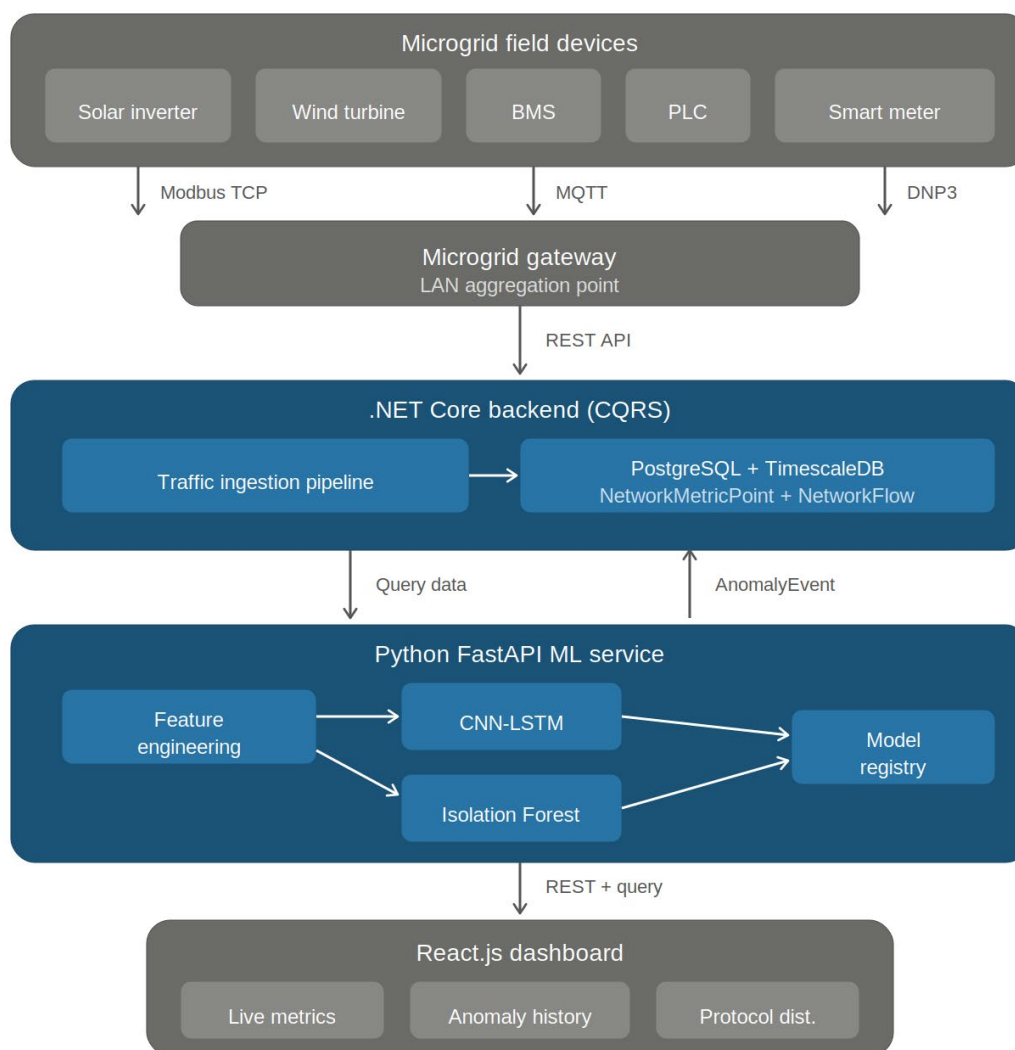 Microgrid field devices
Solar inverter
Wind turbine
BMS
PLC
Smart meter
Modbus TCP
MQTT
DNP3
Microgrid gateway
LAN aggregation point
REST API
.NET Core backend (CQRS)
Traffic ingestion pipeline
PostgreSQL + TimescaleDB
NetworkMetricPoint + NetworkFlow
Query data
AnomalyEvent
Python FastAPI ML service
Feature
engineering
CNN-LSTM
Isolation Forest
Model
registry
REST + query
React.js dashboard
Live metrics
Anomaly history
Protocol dist.